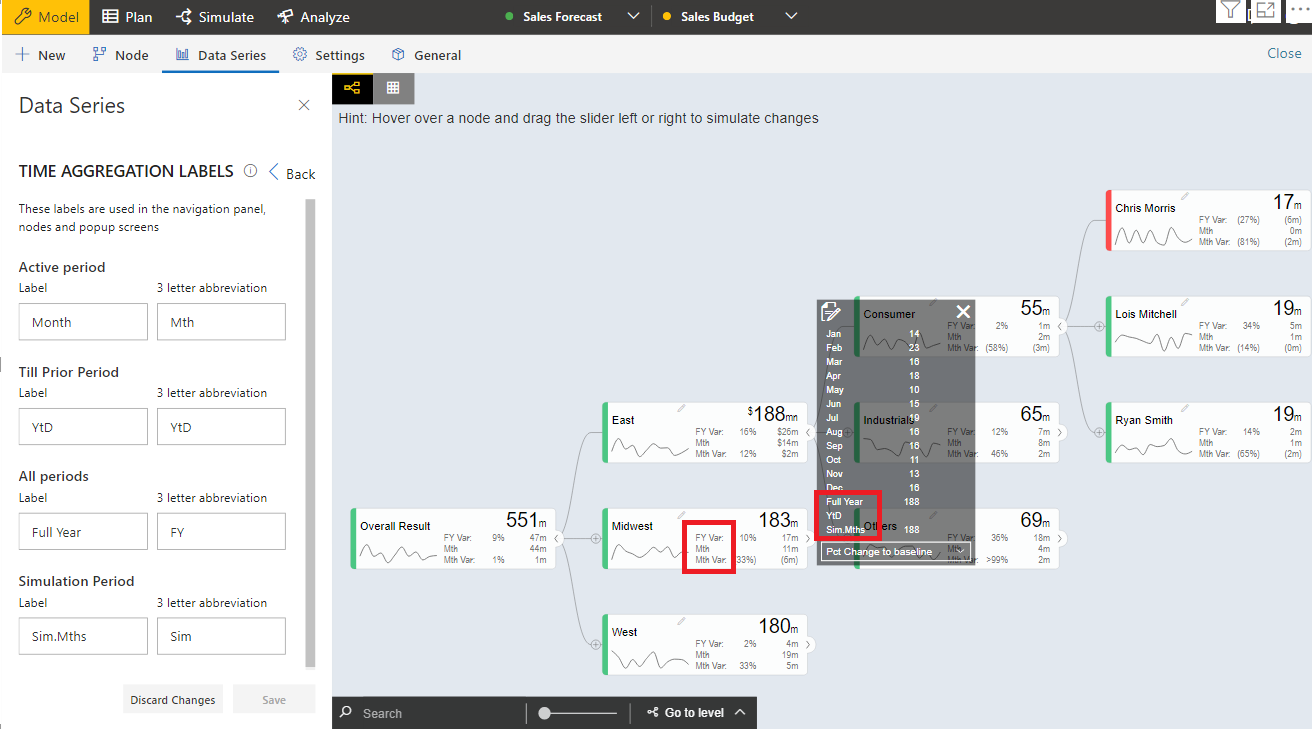 Model Plan Simulate Analyze Sales Forecast Sales Budget
New Node Data Series Settings General Close
Data Series
Hint: Hover over a node and drag the slider left or right to simulate changes
TIME AGGREGATION LABELS Back
These labels are used in the navigation panel,
nodes and popup screens
Active period
Label 3 letter abbreviation
Month Mth
Till Prior Period
Label 3 letter abbreviation
YtD YtD
All periods
Label 3 letter abbreviation
Full Year FY
Simulation Period
Label 3 letter abbreviation
Sim.Mths Sim
Discard Changes Save
Overall Result 551m
FY Var: 9% 47m
Mth 44m
Mth Var: 1% 1m
East $188mn
FY Var: 16% $26m
Mth $14m
Mth Var: 12% $2m
Midwest 183m
FY Var: 10% 17m
Mth 11m
Mth Var: 33%) (6m)
West 180m
FY Var: 2% 4m
Mth 19m
Mth Var: 33% 5m
Jan 14
Feb 23
Mar 16
Apr 18
May 10
Jun 15
Jul 19
Aug 16
Sep 16
Oct 11
Nov 13
Dec 16
Full Year 188
YtD
Sim.Mths 188
Pct Change to baseline
Consumer 55m
FY Var: 2% 1m
Mth 2m
Mth Var: (58%) (3m)
Industrials 65m
FY Var: 12% 7m
Mth 8m
Mth Var: 46% 2m
Others 69m
FY Var: 36% 18m
Mth 4m
Mth Var: >99% 2m
Chris Morris 17m
FY Var: (27%) (6m)
Mth 0m
Mth Var: (81%) (2m)
Lois Mitchell 19m
FY Var: 34% 5m
Mth 1m
Mth Var: (14%) (0m)
Ryan Smith 19m
FY Var: 14% 2m
Mth 1m
Mth Var: (65%) (2m)
Search Go to level